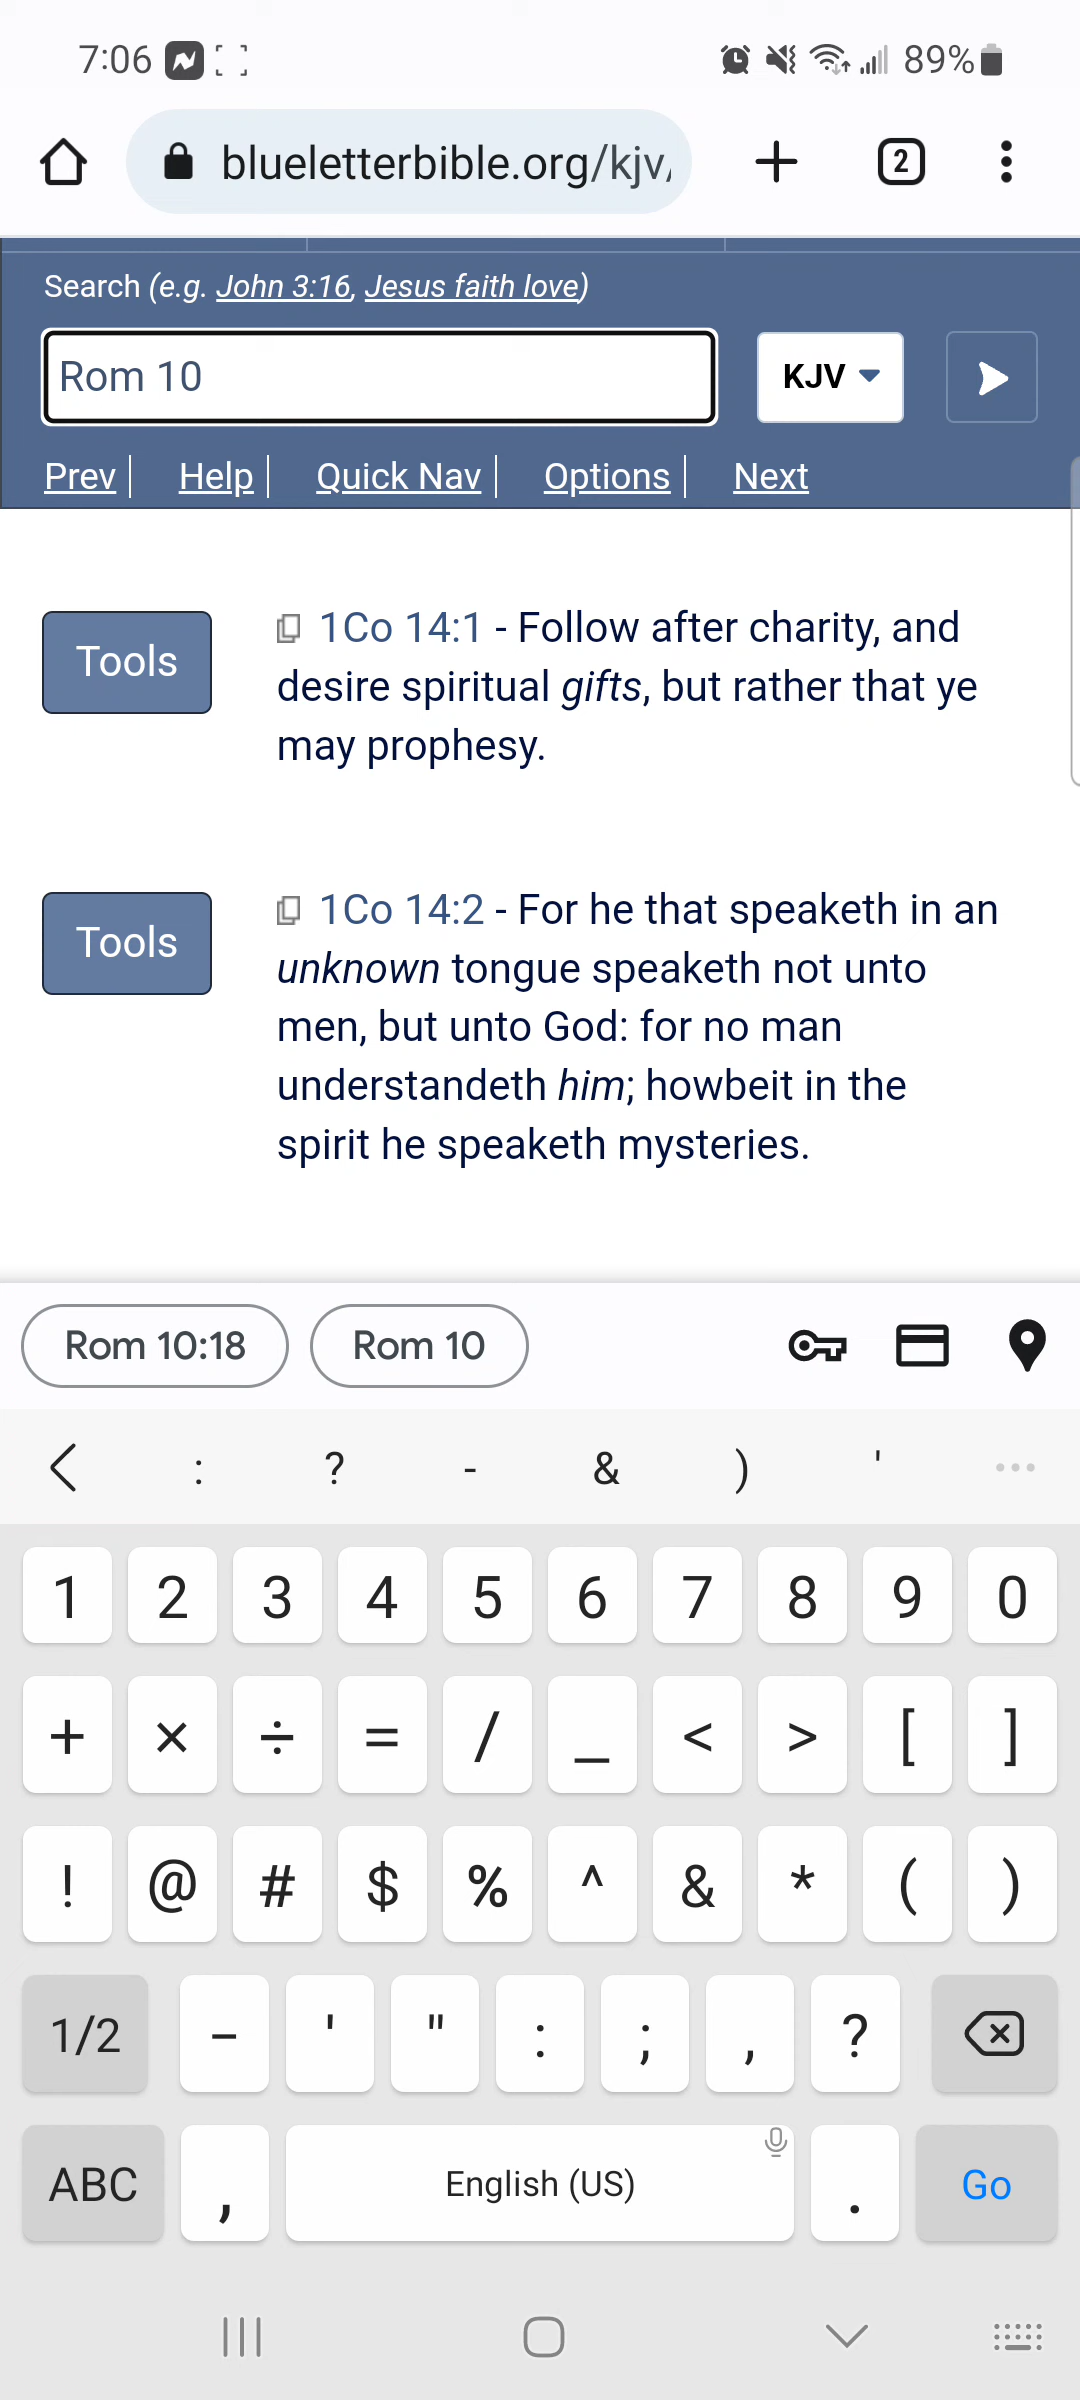 7:06 89%
blueletterbible.org/kjv/
2
Search (e.g. John 3:16, Jesus faith love)
Rom 10
KJV
Prev | Help | Quick Nav | Options | Next
Tools
1Co 14:1 - Follow after charity, and
desire spiritual gifts, but rather that ye
may prophesy.
Tools
1Co 14:2 - For he that speaketh in an
unknown tongue speaketh not unto
men, but unto God: for no man
understandeth him; howbeit in the
spirit he speaketh mysteries.
Rom 10:18 Rom 10
: ? - & ) '
1 2 3 4 5 6 7 8 9 0
+ × ÷ = / _ < > [ ]
! @ # $ % ^ & * ( )
1/2 - ' " : ; , ?
ABC , English (US) . Go